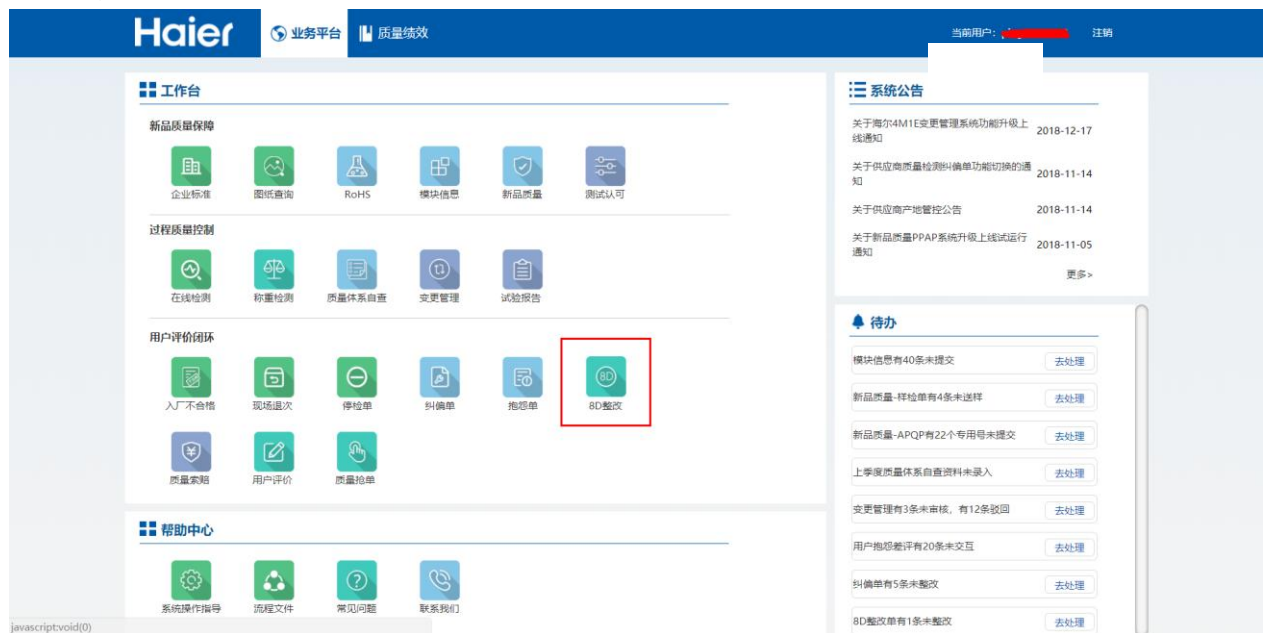 Haier
业务平台
质量绩效
当前用户：
注销
工作台
新品质量保障
企业标准
图纸查询
RoHS
模块信息
新品质量
测试认可
过程质量控制
在线检测
称重检测
质量体系自查
变更管理
试验报告
用户评价闭环
入厂不合格
现场退次
停检单
纠偏单
抱怨单
8D
8D整改
质量索赔
用户评价
质量抢单
帮助中心
系统操作指导
流程文件
常见问题
联系我们
系统公告
关于海尔4M1E变更管理系统功能升级上
线通知
2018-12-17
关于供应商质量检测纠偏单功能切换的通
知
2018-11-14
关于供应商产地管控公告
2018-11-14
关于新品质量PPAP系统升级上线试运行
通知
2018-11-05
更多>
待办
模块信息有40条未提交
去处理
新品质量-样检单有4条未送样
去处理
新品质量-APQP有22个专用号未提交
去处理
上季度质量体系自查资料未录入
去处理
变更管理有3条未审核，有12条驳回
去处理
用户抱怨差评有20条未交互
去处理
纠偏单有5条未整改
去处理
8D整改单有1条未整改
去处理
javascript:void(0)